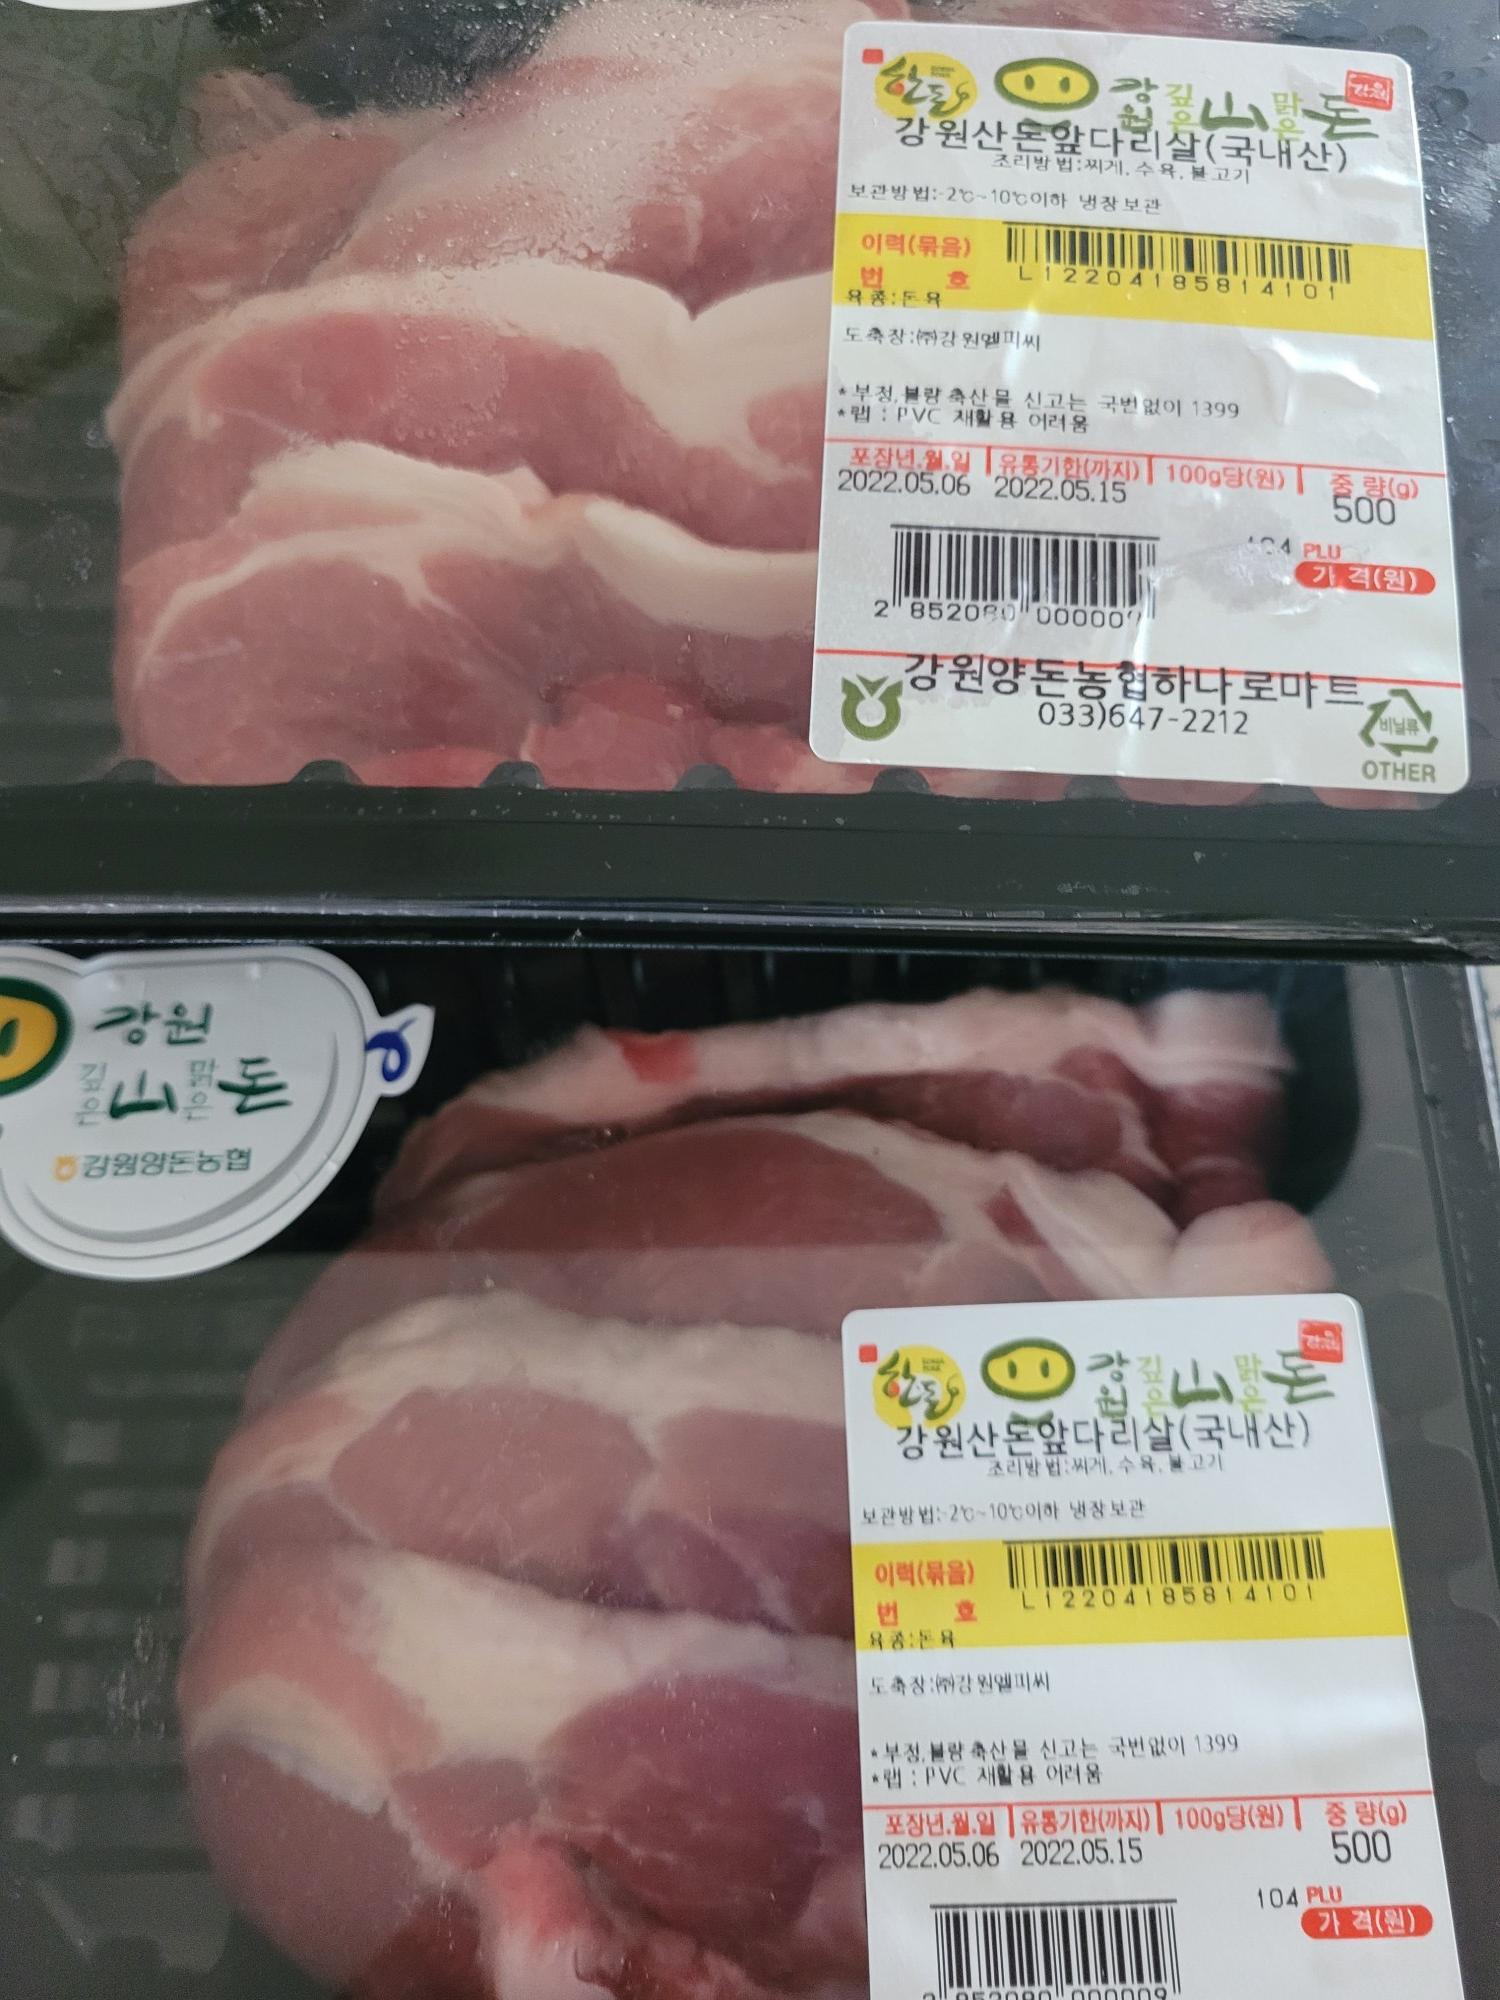 한돈
강원 깊은 山 맑은 돈
강원
강원산돈앞다리살(국내산)
조리방법:찌게, 수육, 불고기
보관방법:-2℃~10℃이하 냉장보관
이력(묶음)
번 호
L12204185814101
육종:돈육
도축장:㈜강원엘피씨
*부정,불량 축산물 신고는 국번없이 1399
*랩 : PVC 재활용 어려움
포장년.월.일 유통기한(까지) 100g당(원) 중 량(g)
2022.05.06 2022.05.15 500
PLU
가 격(원)
2 852080 000009
강원양돈농협하나로마트
033)647-2212
비닐류
OTHER
강원
깊은 山 맑은 돈
강원양돈농협
한돈
강원 깊은 山 맑은 돈
강원
강원산돈앞다리살(국내산)
조리방법:찌게, 수육, 불고기
보관방법:-2℃~10℃이하 냉장보관
이력(묶음)
번 호
L12204185814101
육종:돈육
도축장:㈜강원엘피씨
*부정,불량 축산물 신고는 국번없이 1399
*랩 : PVC 재활용 어려움
포장년.월.일 유통기한(까지) 100g당(원) 중 량(g)
2022.05.06 2022.05.15 500
104 PLU
가 격(원)
2 852080 000009